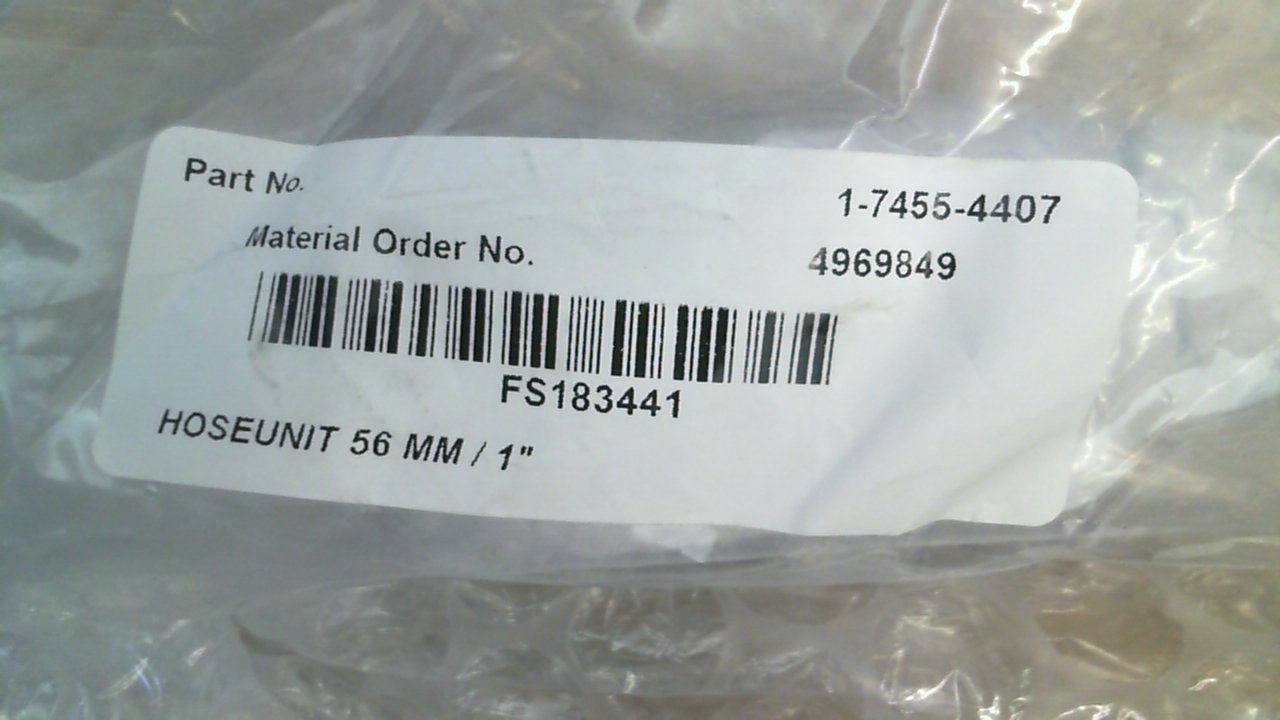 Part No. 1-7455-4407
Material Order No. 4969849
FS183441
HOSEUNIT 56 MM / 1"